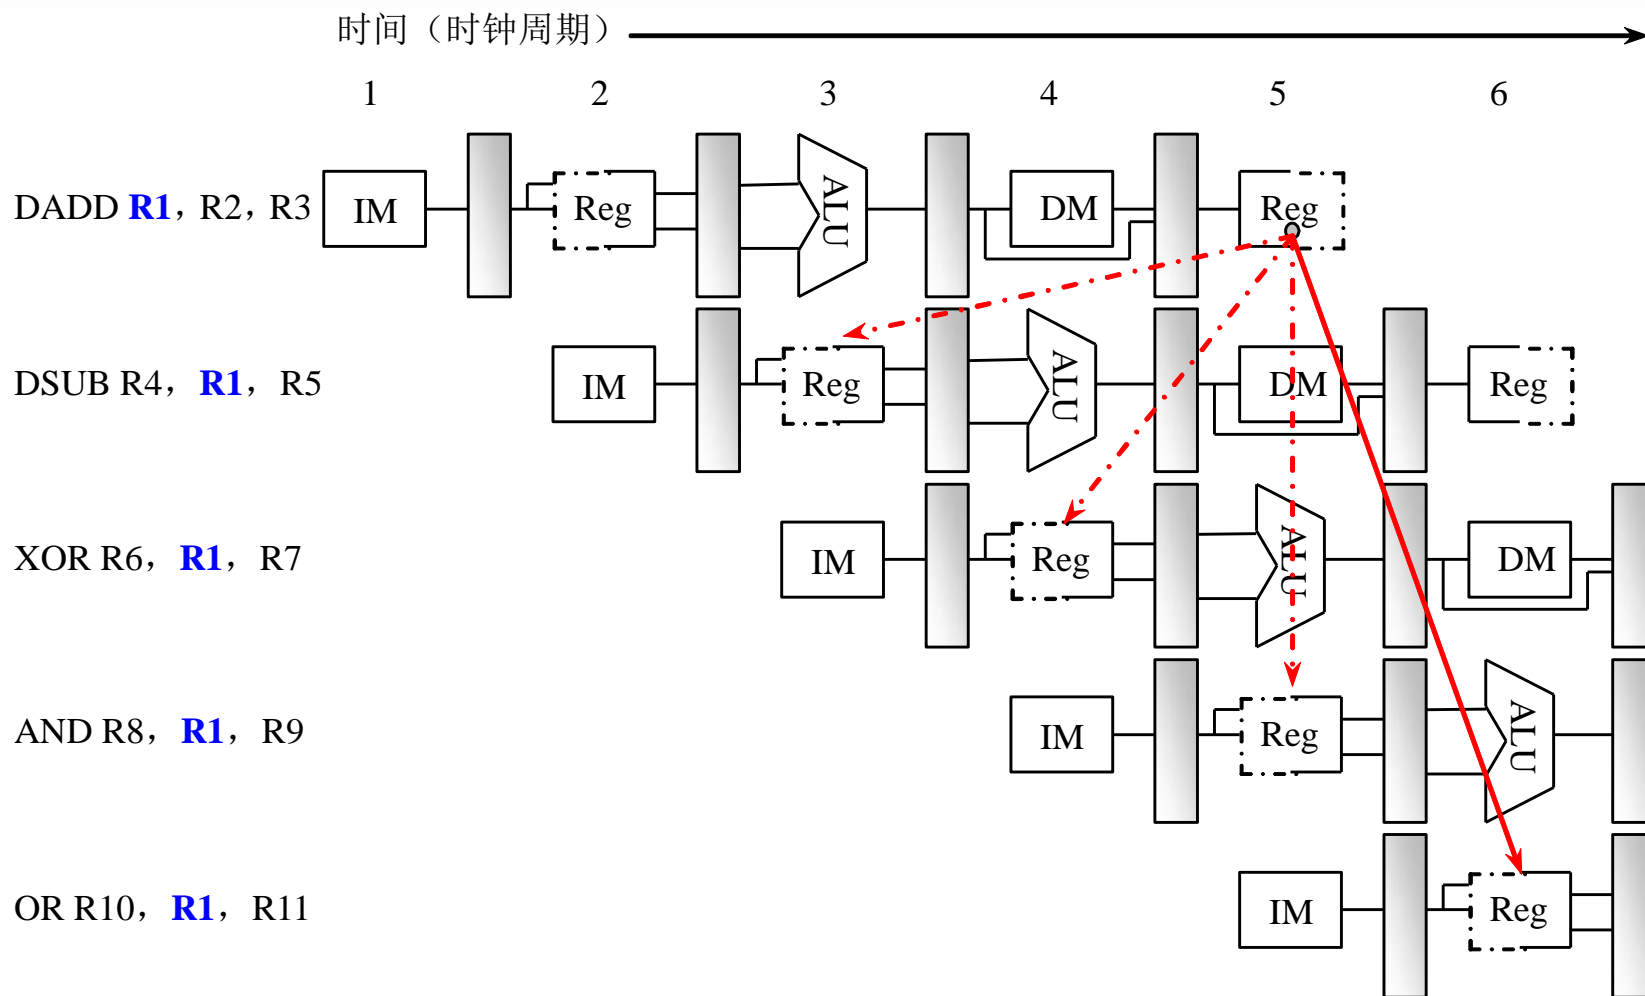 时间（时钟周期）
1 2 3 4 5 6
DADD R1，R2，R3 IM Reg ALU DM Reg
DSUB R4，R1，R5 IM Reg ALU DM Reg
XOR R6，R1，R7 IM Reg ALU DM
AND R8，R1，R9 IM Reg ALU
OR R10，R1，R11 IM Reg